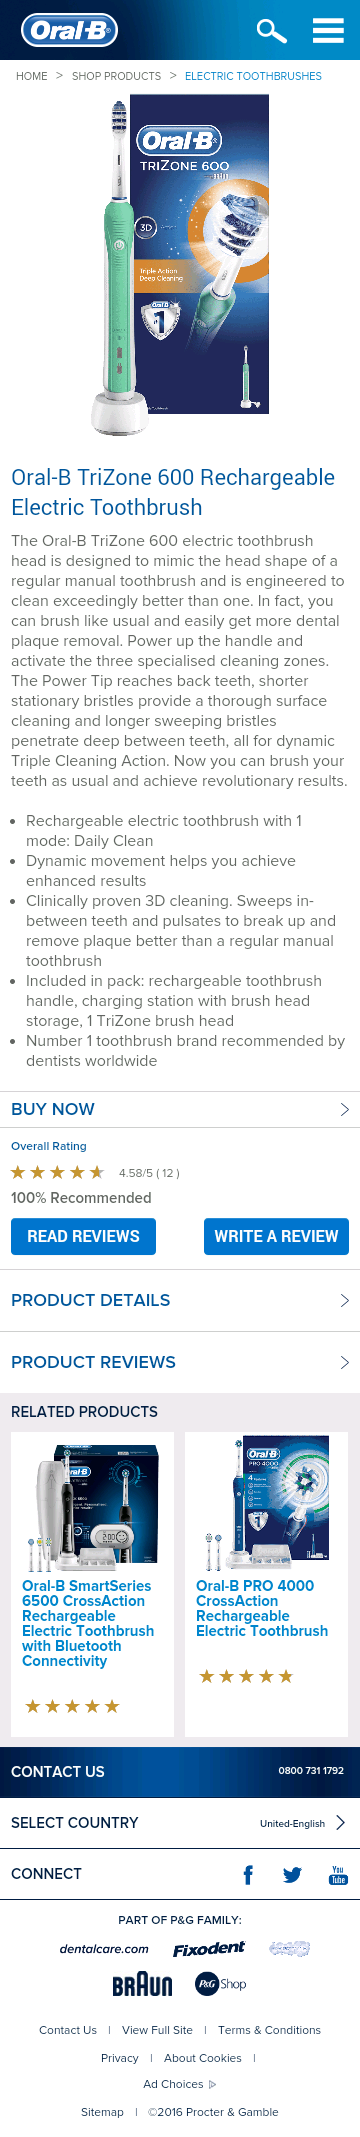 Oral-B
HOME > SHOP PRODUCTS > ELECTRIC TOOTHBRUSHES
Oral-B
TRIZONE 600
3D
Triple Action
Deep Cleaning
#1
Oral-B TriZone 600 Rechargeable
Electric Toothbrush
The Oral-B TriZone 600 electric toothbrush
head is designed to mimic the head shape of a
regular manual toothbrush and is engineered to
clean exceedingly better than one. In fact, you
can brush like usual and easily get more dental
plaque removal. Power up the handle and
activate the three specialised cleaning zones.
The Power Tip reaches back teeth, shorter
stationary bristles provide a thorough surface
cleaning and longer sweeping bristles
penetrate deep between teeth, all for dynamic
Triple Cleaning Action. Now you can brush your
teeth as usual and achieve revolutionary results.
• Rechargeable electric toothbrush with 1
mode: Daily Clean
• Dynamic movement helps you achieve
enhanced results
• Clinically proven 3D cleaning. Sweeps in-
between teeth and pulsates to break up and
remove plaque better than a regular manual
toothbrush
• Included in pack: rechargeable toothbrush
handle, charging station with brush head
storage, 1 TriZone brush head
• Number 1 toothbrush brand recommended by
dentists worldwide
BUY NOW
Overall Rating
4.58/5 ( 12 )
100% Recommended
READ REVIEWS WRITE A REVIEW
PRODUCT DETAILS
PRODUCT REVIEWS
RELATED PRODUCTS
Oral-B
2:00
Oral-B SmartSeries
6500 CrossAction
Rechargeable
Electric Toothbrush
with Bluetooth
Connectivity
Oral-B
PRO 4000
4
#1
Oral-B PRO 4000
CrossAction
Rechargeable
Electric Toothbrush
CONTACT US 0800 731 1792
SELECT COUNTRY United-English
CONNECT You Tube
PART OF P&G FAMILY:
dentalcare.com Fixodent
BRAUN P&G Shop
Contact Us | View Full Site | Terms & Conditions
Privacy | About Cookies |
Ad Choices
Sitemap | ©2016 Procter & Gamble